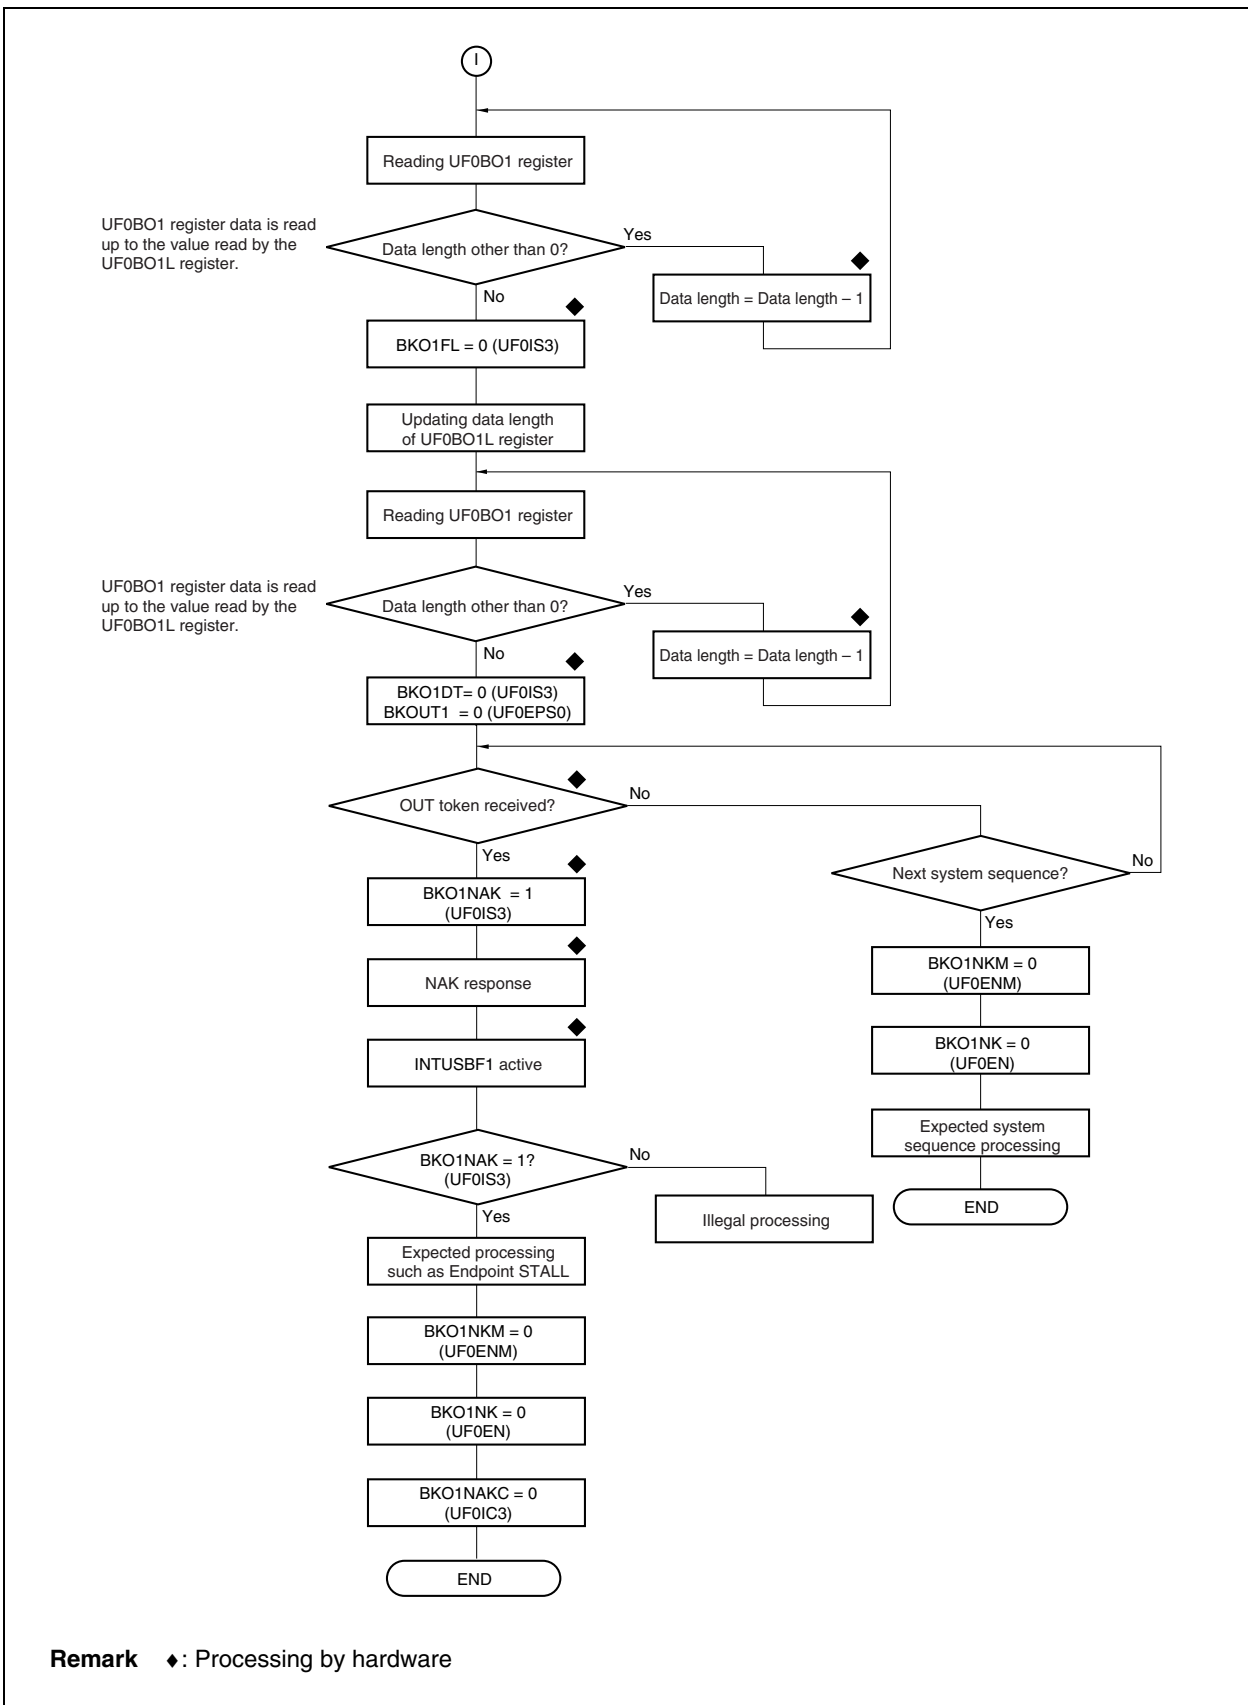 I
Reading UF0BO1 register
UF0BO1 register data is read
up to the value read by the
UF0BO1L register.
Data length other than 0?
Yes
Data length = Data length – 1
No
BKO1FL = 0 (UF0IS3)
Updating data length
of UF0BO1L register
Reading UF0BO1 register
UF0BO1 register data is read
up to the value read by the
UF0BO1L register.
Data length other than 0?
Yes
Data length = Data length – 1
No
BKO1DT= 0 (UF0IS3)
BKOUT1 = 0 (UF0EPS0)
OUT token received?
No
Yes
Next system sequence?
No
Yes
BKO1NAK = 1
(UF0IS3)
NAK response
INTUSBF1 active
BKO1NKM = 0
(UF0ENM)
BKO1NK = 0
(UF0EN)
Expected system
sequence processing
END
BKO1NAK = 1?
(UF0IS3)
No
Illegal processing
Yes
Expected processing
such as Endpoint STALL
BKO1NKM = 0
(UF0ENM)
BKO1NK = 0
(UF0EN)
BKO1NAKC = 0
(UF0IC3)
END
Remark ♦: Processing by hardware